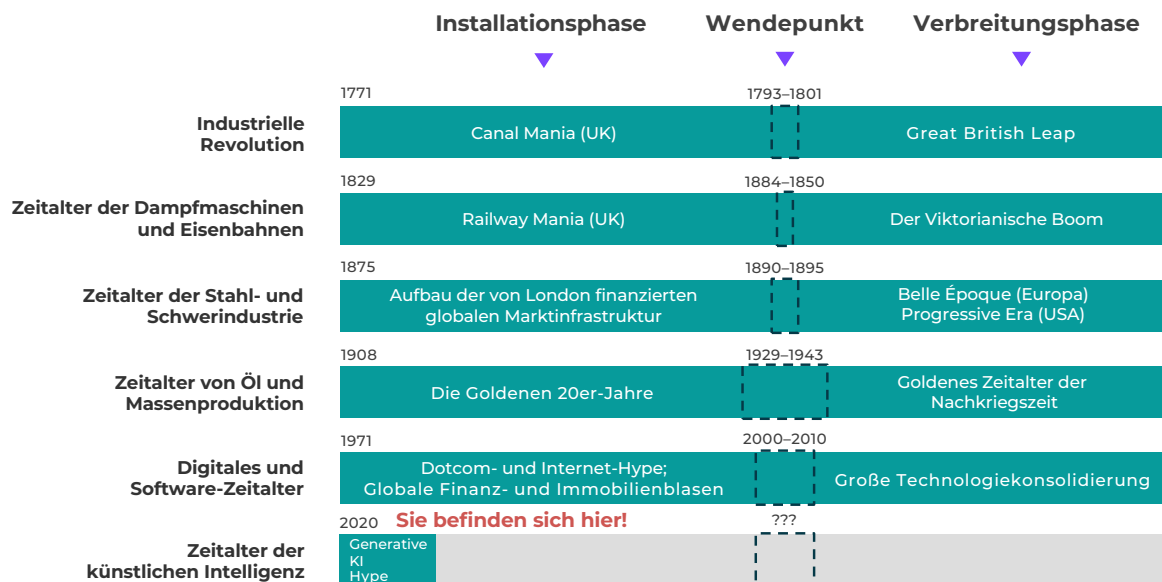 Installationsphase Wendepunkt Verbreitungsphase
1771 1793–1801
Industrielle
Revolution
Canal Mania (UK) Great British Leap
1829 1884–1850
Zeitalter der Dampfmaschinen
und Eisenbahnen
Railway Mania (UK) Der Viktorianische Boom
1875 1890–1895
Zeitalter der Stahl- und
Schwerindustrie
Aufbau der von London finanzierten
globalen Marktinfrastruktur
Belle Époque (Europa)
Progressive Era (USA)
1908 1929–1943
Zeitalter von Öl und
Massenproduktion
Die Goldenen 20er-Jahre
Goldenes Zeitalter der
Nachkriegszeit
1971 2000–2010
Digitales und
Software-Zeitalter
Dotcom- und Internet-Hype;
Globale Finanz- und Immobilienblasen
Große Technologiekonsolidierung
2020 Sie befinden sich hier! ???
Zeitalter der
künstlichen Intelligenz
Generative
KI
Hype